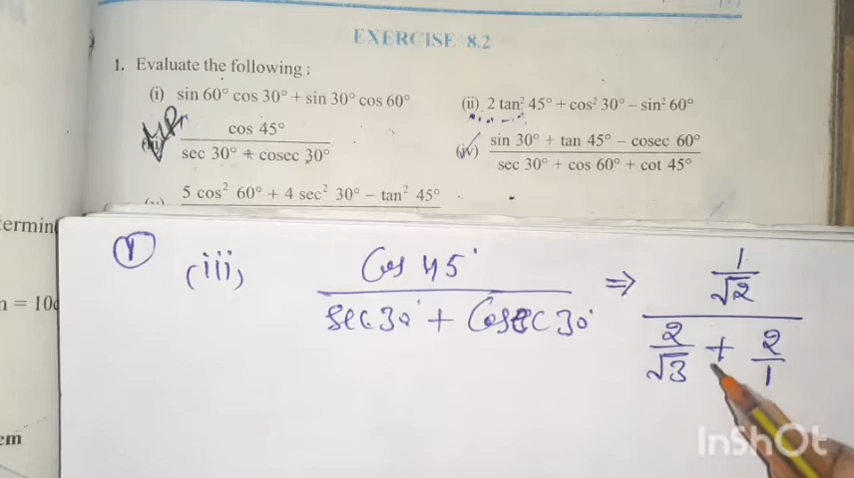 187
EXERCISE 8.2
1. Evaluate the following :
(i) sin 60° cos 30° + sin 30° cos 60°
(ii) 2 tan² 45° + cos² 30° – sin² 60°
cos 45°
sec 30° + cosec 30°
(iv) sin 30° + tan 45° – cosec 60°
sec 30° + cos 60° + cot 45°
5 cos² 60° + 4 sec² 30° – tan² 45°
ermin
= 10
em
1 (iii) Cos 45° ⇒ 1/√2
sec 30° + Cosec 30° 2/√3 + 2/1
InShOt